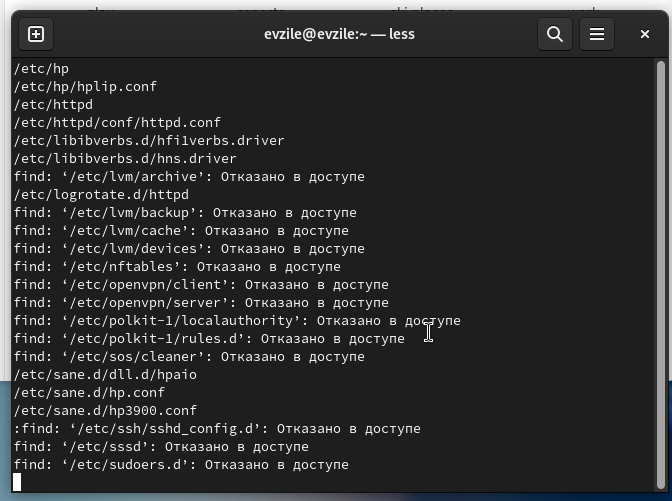 evzile@evzile:~ — less
/etc/hp
/etc/hp/hplip.conf
/etc/httpd
/etc/httpd/conf/httpd.conf
/etc/libibverbs.d/hfi1verbs.driver
/etc/libibverbs.d/hns.driver
find: ‘/etc/lvm/archive’: Отказано в доступе
/etc/logrotate.d/httpd
find: ‘/etc/lvm/backup’: Отказано в доступе
find: ‘/etc/lvm/cache’: Отказано в доступе
find: ‘/etc/lvm/devices’: Отказано в доступе
find: ‘/etc/nftables’: Отказано в доступе
find: ‘/etc/openvpn/client’: Отказано в доступе
find: ‘/etc/openvpn/server’: Отказано в доступе
find: ‘/etc/polkit-1/localauthority’: Отказано в доступе
find: ‘/etc/polkit-1/rules.d’: Отказано в доступе
find: ‘/etc/sos/cleaner’: Отказано в доступе
/etc/sane.d/dll.d/hpaio
/etc/sane.d/hp.conf
/etc/sane.d/hp3900.conf
:find: ‘/etc/ssh/sshd_config.d’: Отказано в доступе
find: ‘/etc/sssd’: Отказано в доступе
find: ‘/etc/sudoers.d’: Отказано в доступе